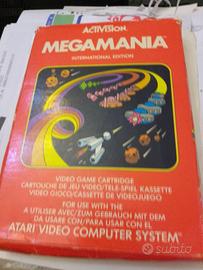 ACTIVISION
MEGAMANIA
INTERNATIONAL EDITION
VIDEO GAME CARTRIDGE
CARTOUCHE DE JEU VIDEO/TELE-SPIEL KASSETTE
VIDEO GIOCO/CASSETTE DE VIDEOJUEGO
FOR USE WITH THE
A UTILISER AVEC/ZUM GEBRAUCH MIT DEM
DA USARE CON/PARA USAR CON EL
ATARI VIDEO COMPUTER SYSTEM
subito